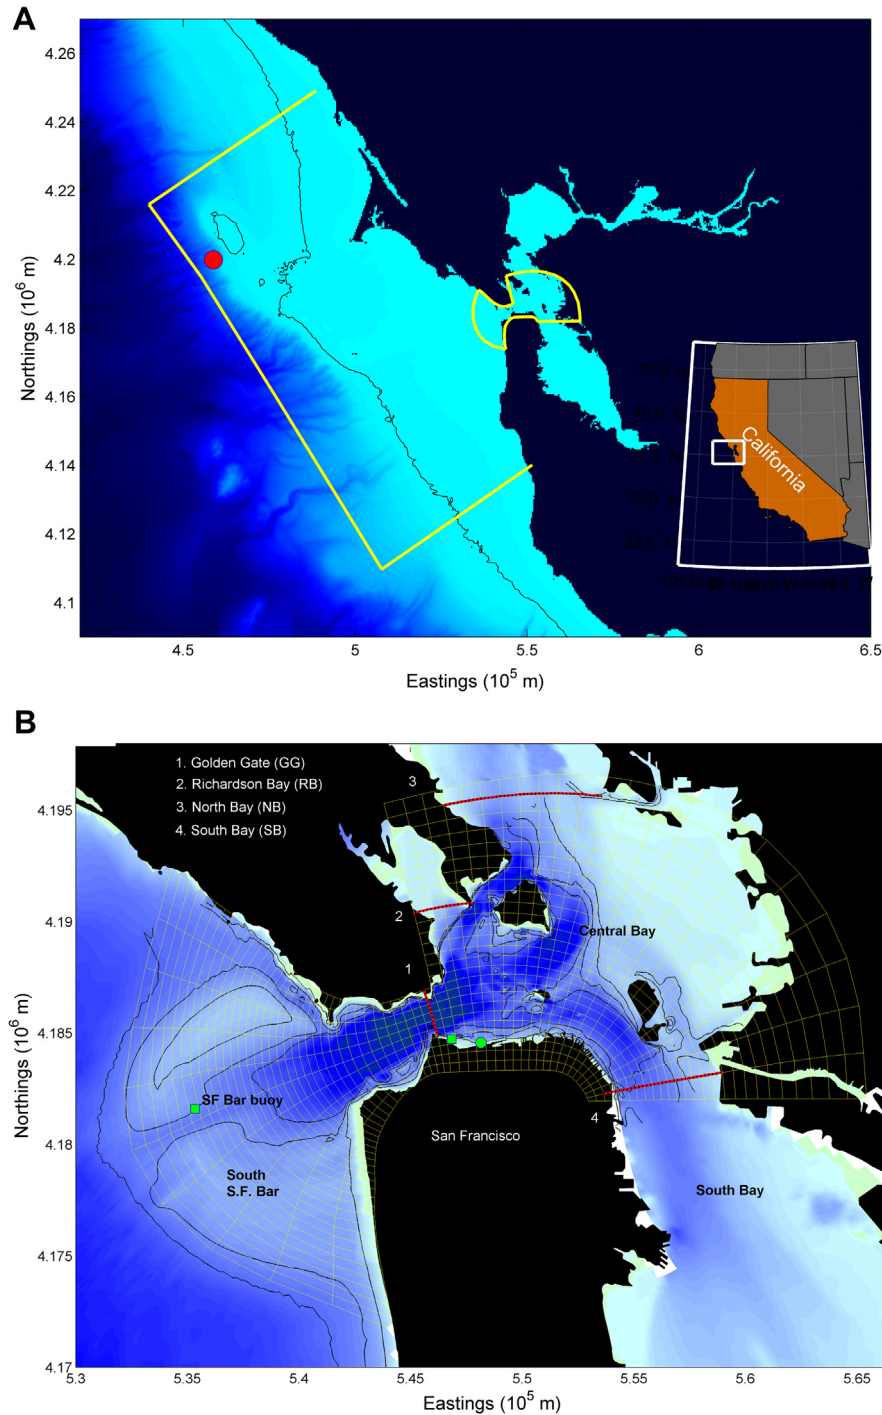 A
4.26
4.24
4.22
4.2
4.18
4.16
4.14
4.12
4.1
Northings (10⁶ m)
California
4.5
5
5.5
6
6.5
Eastings (10⁵ m)
B
1. Golden Gate (GG)
2. Richardson Bay (RB)
3. North Bay (NB)
4. South Bay (SB)
3
4.195
4.19
2
Central Bay
1
4.185
Northings (10⁶ m)
SF Bar buoy
4
4.18
San Francisco
South
S.F. Bar
South Bay
4.175
4.17
5.3
5.4
5.45
5.5
5.55
5.6
5.65
Eastings (10⁵ m)